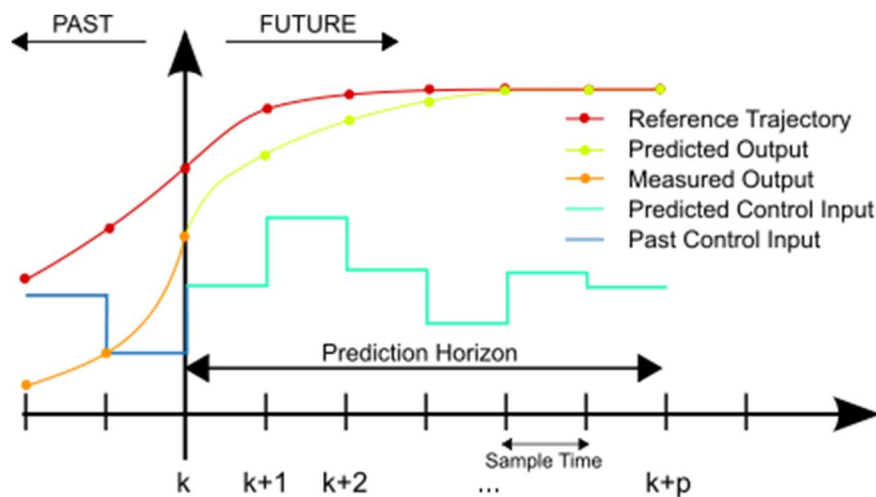 PAST FUTURE
Reference Trajectory
Predicted Output
Measured Output
Predicted Control Input
Past Control Input
Prediction Horizon
Sample Time
k k+1 k+2 ... k+p